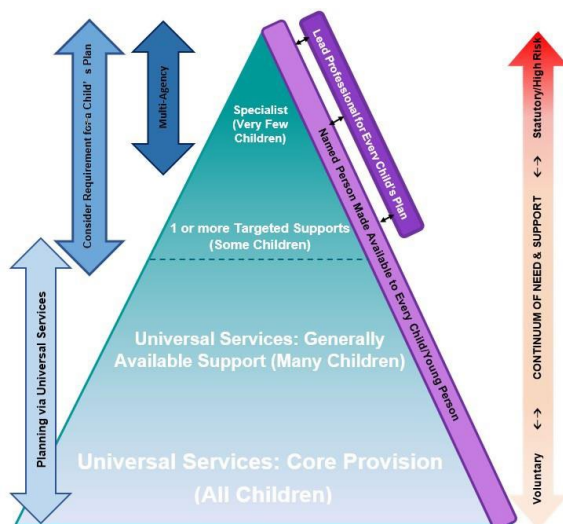 Consider Requirement for a Child' s Plan
Multi-Agency
Planning via Universal Services
Specialist
(Very Few
Children)
1 or more Targeted Supports
(Some Children)
Universal Services: Generally
Available Support (Many Children)
Universal Services: Core Provision
(All Children)
Lead Professional for Every Child's Plan
Named Person Made Available to Every Child/Young Person
Voluntary <--> CONTINUUM OF NEED & SUPPORT <--> Statutory/High Risk